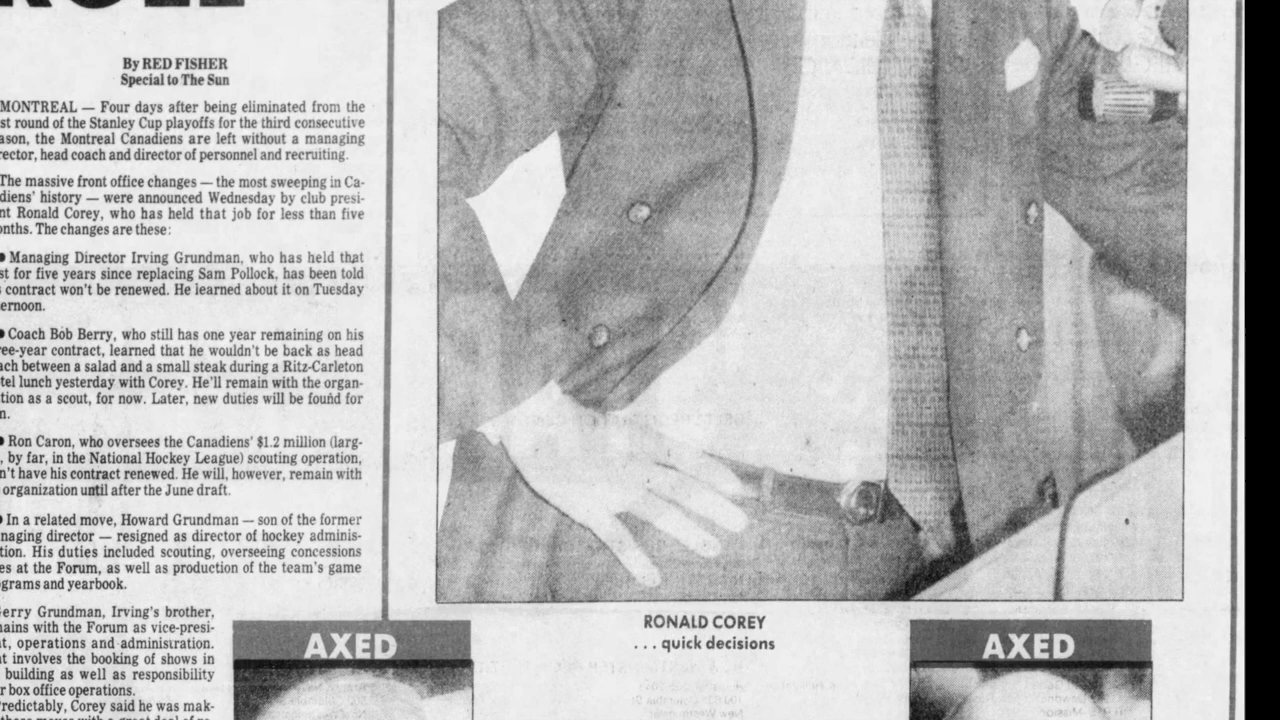 By RED FISHER
Special to The Sun
MONTREAL — Four days after being eliminated from the
st round of the Stanley Cup playoffs for the third consecutive
ason, the Montreal Canadiens are left without a managing
rector, head coach and director of personnel and recruiting.
The massive front office changes — the most sweeping in Ca-
diens' history — were announced Wednesday by club presi-
nt Ronald Corey, who has held that job for less than five
onths. The changes are these:
● Managing Director Irving Grundman, who has held that
st for five years since replacing Sam Pollock, has been told
s contract won't be renewed. He learned about it on Tuesday
ernoon.
● Coach Bob Berry, who still has one year remaining on his
ree-year contract, learned that he wouldn't be back as head
ach between a salad and a small steak during a Ritz-Carleton
tel lunch yesterday with Corey. He'll remain with the organ-
tion as a scout, for now. Later, new duties will be found for
n.
● Ron Caron, who oversees the Canadiens' $1.2 million (larg-
, by far, in the National Hockey League) scouting operation,
n't have his contract renewed. He will, however, remain with
organization until after the June draft.
● In a related move, Howard Grundman — son of the former
naging director — resigned as director of hockey adminis-
tion. His duties included scouting, overseeing concessions
es at the Forum, as well as production of the team's game
ograms and yearbook.
erry Grundman, Irving's brother,
ains with the Forum as vice-presi-
t, operations and administration.
t involves the booking of shows in
building as well as responsibility
r box office operations.
redictably, Corey said he was mak-
RONALD COREY
. . . quick decisions
AXED
AXED